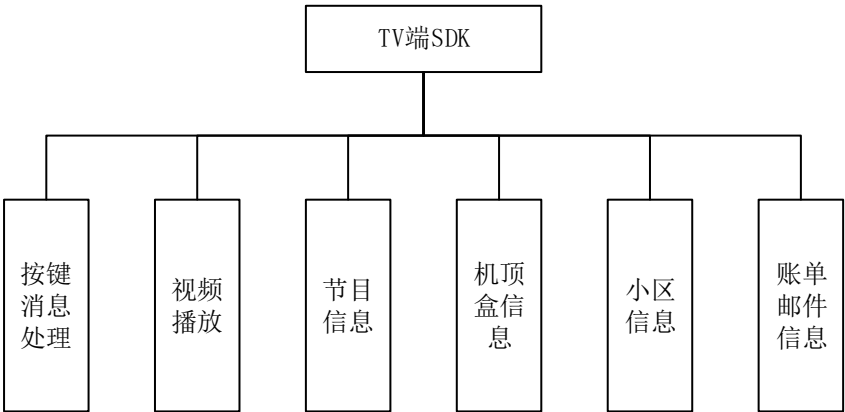 TV端SDK
按键
消息
处理
视频
播放
节目
信息
机顶
盒信
息
小区
信息
账单
邮件
信息